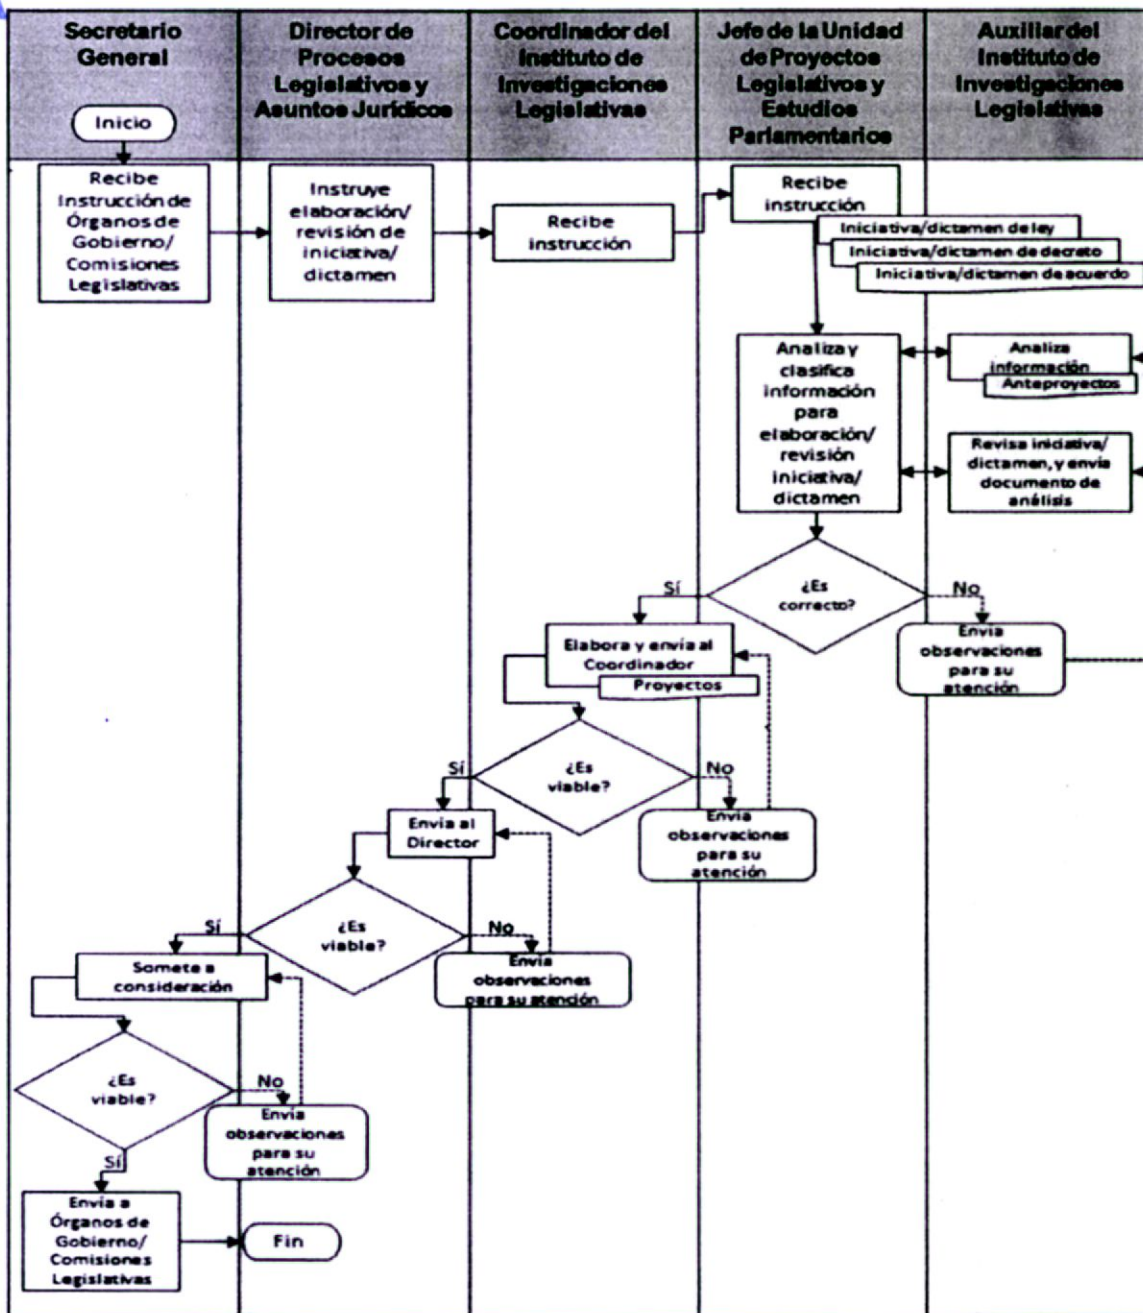 Secretario
General
Director de
Procesos
Legislativos y
Asuntos Jurídicos
Coordinador del
Instituto de
Investigaciones
Legislativas
Jefe de la Unidad
de Proyectos
Legislativos y
Estudios
Parlamentarios
Auxiliar del
Instituto de
Investigaciones
Legislativas
Inicio
Recibe
Instrucción de
Órganos de
Gobierno/
Comisiones
Legislativas
Instruye
elaboración/
revisión de
iniciativa/
dictamen
Recibe
instrucción
Recibe
instrucción
Iniciativa/dictamen de ley
Iniciativa/dictamen de decreto
Iniciativa/dictamen de acuerdo
Analiza y
clasifica
información
para
elaboración/
revisión
iniciativa/
dictamen
Analiza
información
Anteproyectos
Revisa iniciativa/
dictamen, y envía
documento de
análisis
¿Es
correcto?
Sí
No
Elabora y envía al
Coordinador
Proyectos
Envía
observaciones
para su
atención
¿Es
viable?
Sí
No
Envía al
Director
Envía
observaciones
para su
atención
¿Es
viable?
Sí
No
Somete a
consideración
Envía
observaciones
para su atención
¿Es
viable?
No
Sí
Envía
observaciones
para su
atención
Envía a
Órganos de
Gobierno/
Comisiones
Legislativas
Fin